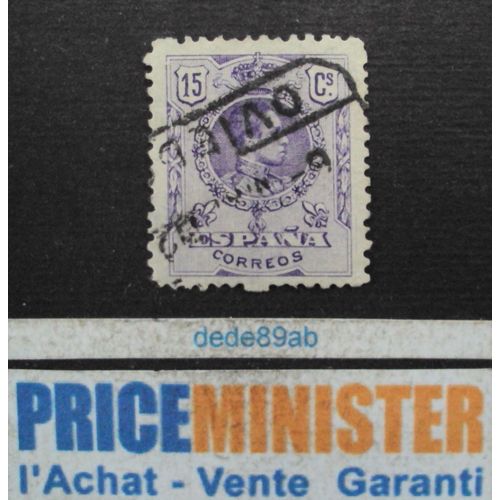 15 Cs.
ESPAÑA
CORREOS
dede89ab
PRICEMINISTER
l'Achat - Vente Garanti